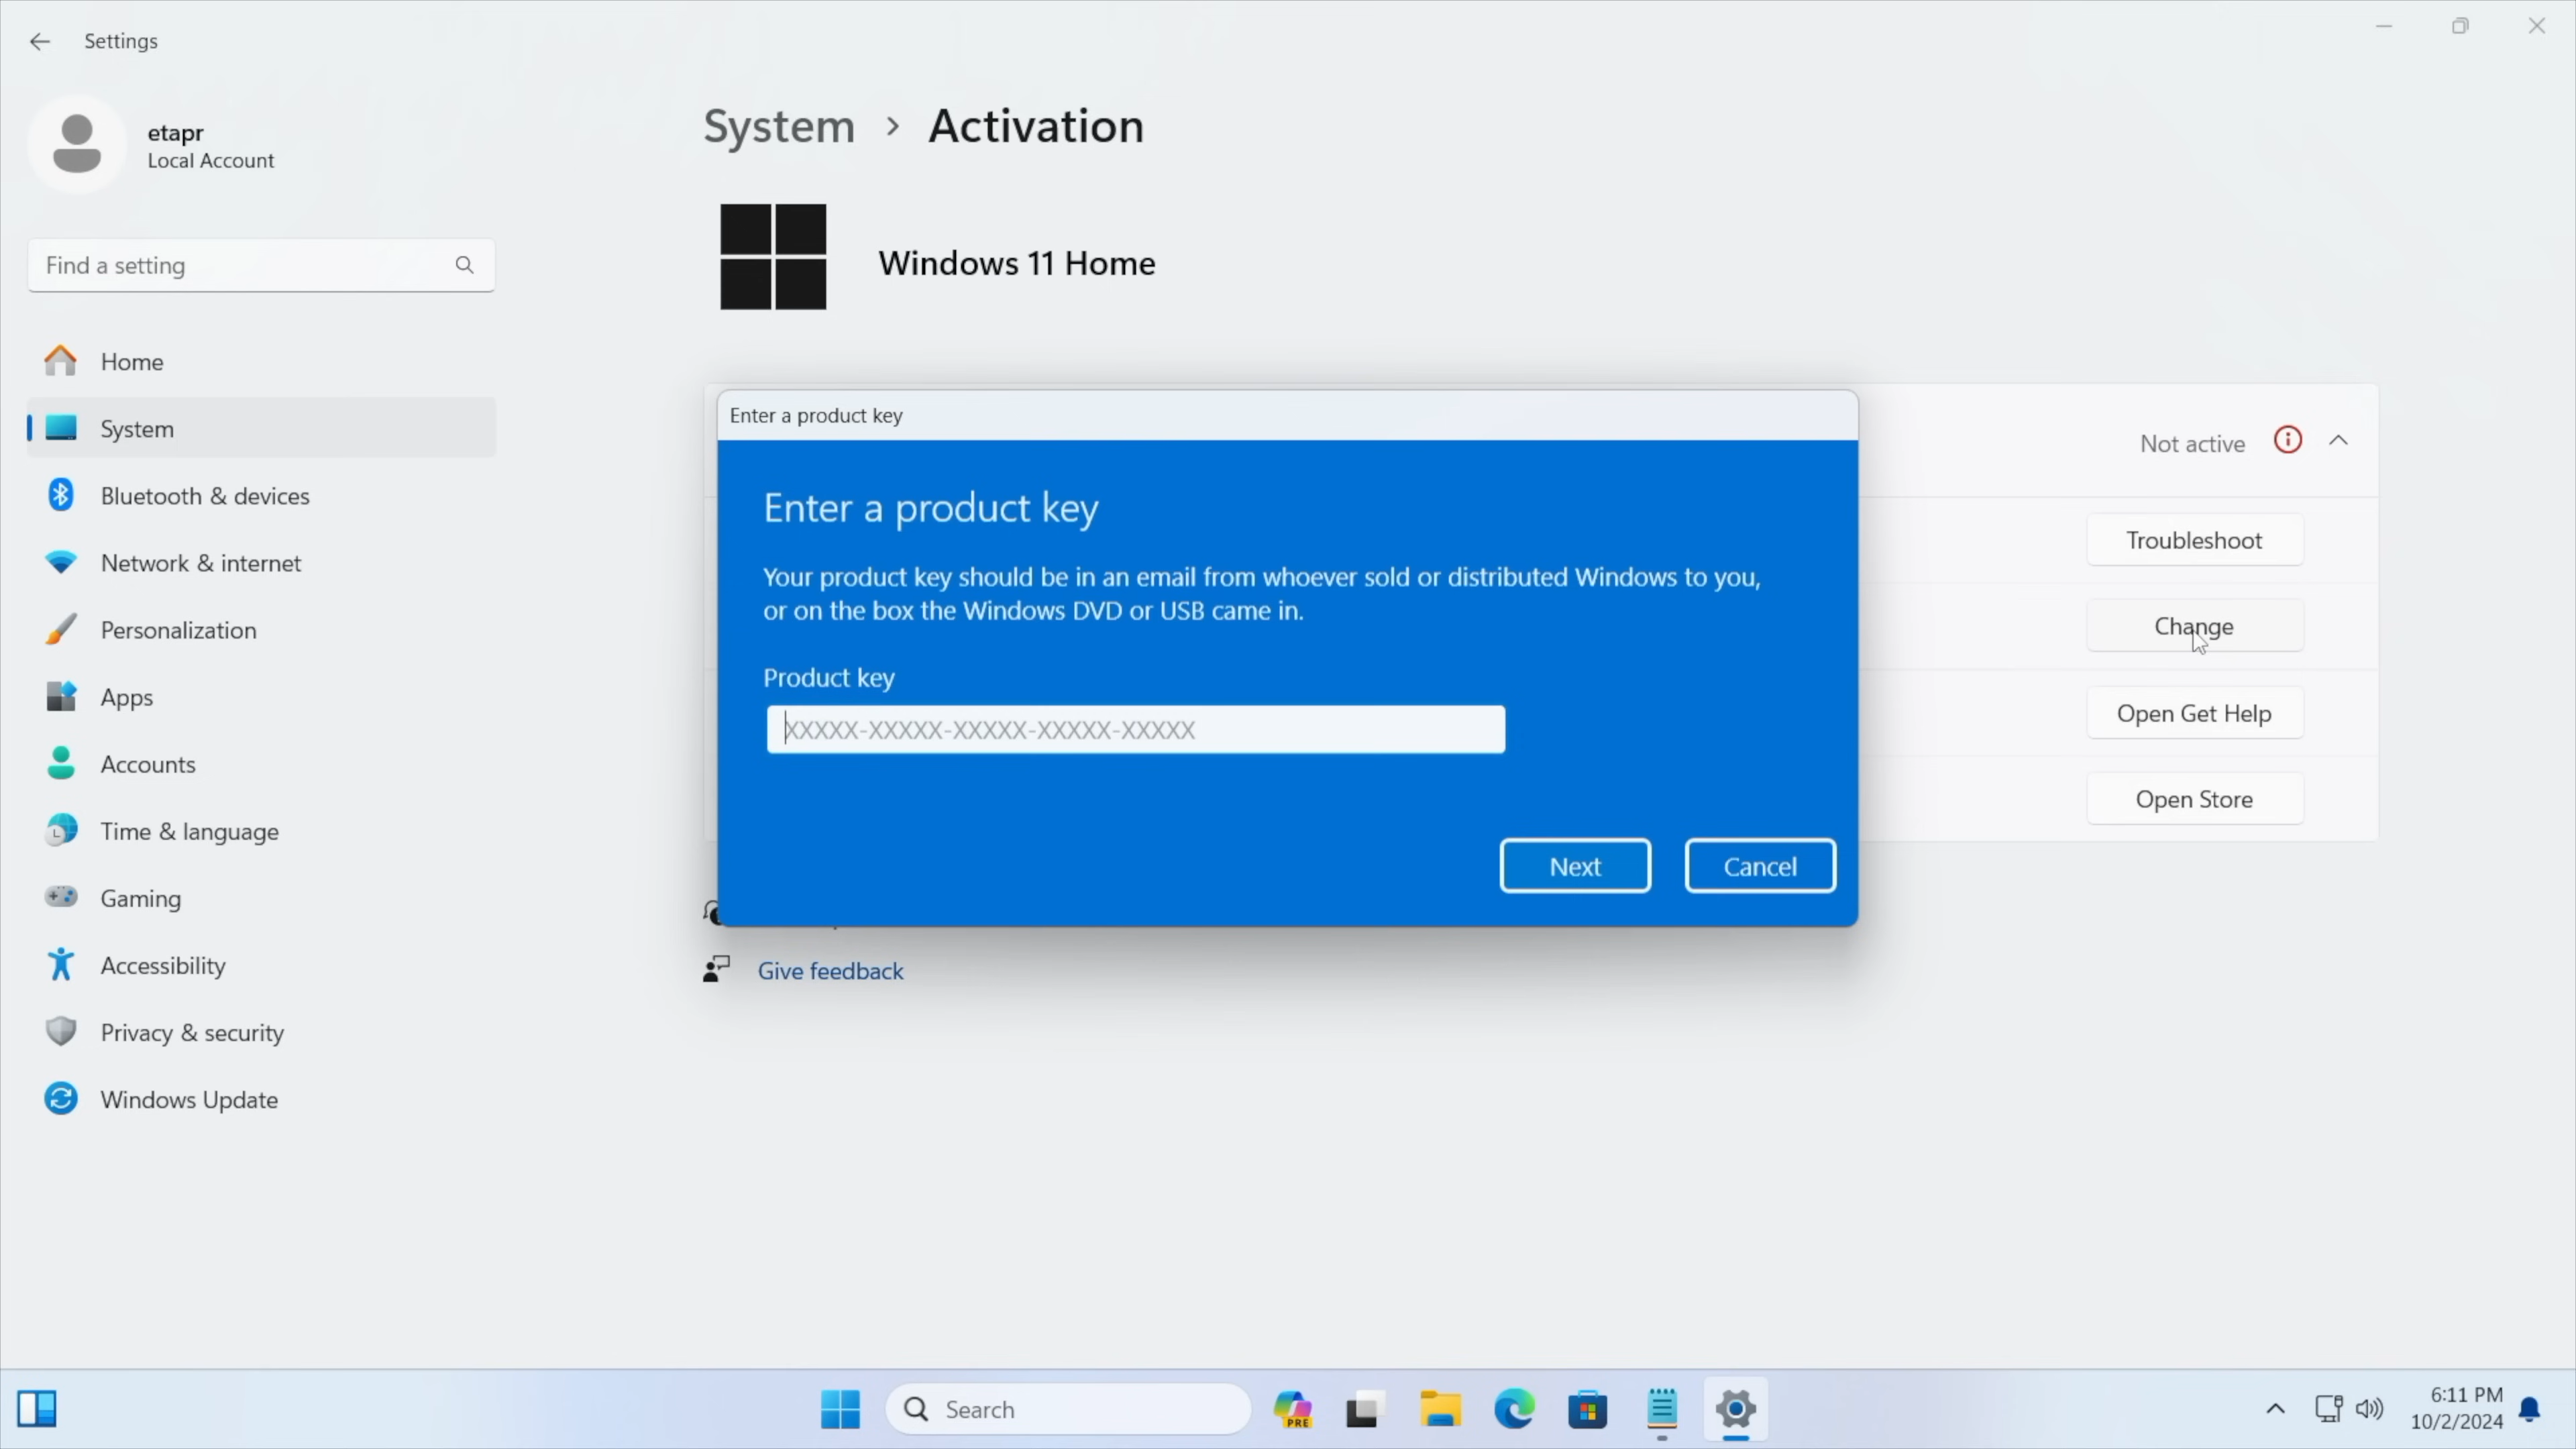 Settings
etapr
Local Account
Find a setting
Home
System
Bluetooth & devices
Network & internet
Personalization
Apps
Accounts
Time & language
Gaming
Accessibility
Privacy & security
Windows Update
System > Activation
Windows 11 Home
Not active
Troubleshoot
Change
Open Get Help
Open Store
Enter a product key
Enter a product key
Your product key should be in an email from whoever sold or distributed Windows to you,
or on the box the Windows DVD or USB came in.
Product key
XXXXX-XXXXX-XXXXX-XXXXX-XXXXX
Next
Cancel
Give feedback
Search
PRE
6:11 PM
10/2/2024